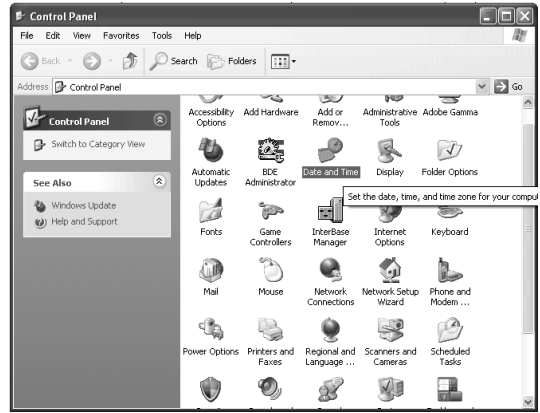 Control Panel
File Edit View Favorites Tools Help
Back Search Folders
Address Control Panel Go
Control Panel
Switch to Category View
See Also
Windows Update
Help and Support
Accessibility Options
Add Hardware
Add or Remov...
Administrative Tools
Adobe Gamma
Automatic Updates
BDE Administrator
Date and Time
Display
Folder Options
Set the date, time, and time zone for your comput
Fonts
Game Controllers
InterBase Manager
Internet Options
Keyboard
Mail
Mouse
Network Connections
Network Setup Wizard
Phone and Modem ...
Power Options
Printers and Faxes
Regional and Language ...
Scanners and Cameras
Scheduled Tasks